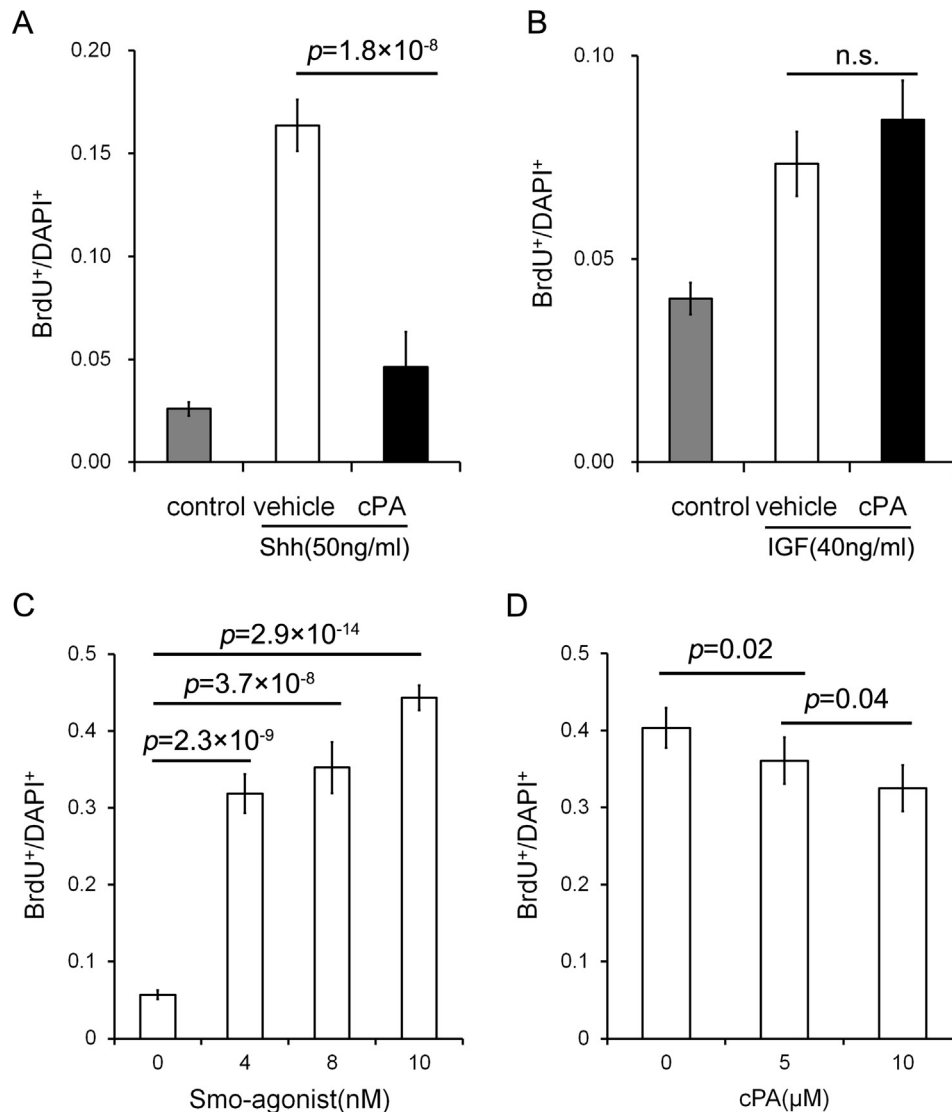 A
p=1.8×10⁻⁸
0.20
0.15
0.10
0.05
0.00
BrdU⁺/DAPI⁺
control vehicle cPA
Shh(50ng/ml)
B
n.s.
0.10
0.05
0.00
BrdU⁺/DAPI⁺
control vehicle cPA
IGF(40ng/ml)
C
p=2.9×10⁻¹⁴
p=3.7×10⁻⁸
p=2.3×10⁻⁹
0.5
0.4
0.3
0.2
0.1
0
BrdU⁺/DAPI⁺
0 4 8 10
Smo-agonist(nM)
D
p=0.02
p=0.04
0.5
0.4
0.3
0.2
0.1
0
BrdU⁺/DAPI⁺
0 5 10
cPA(μM)